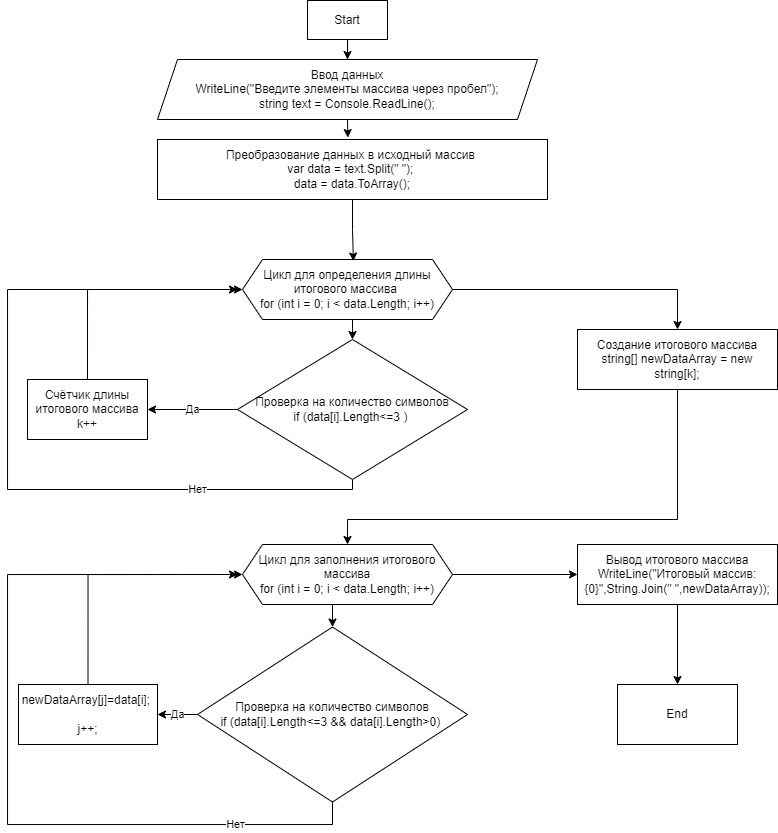 Start
Ввод данных
WriteLine("Введите элементы массива через пробел");
string text = Console.ReadLine();
Преобразование данных в исходный массив
var data = text.Split(" ");
data = data.ToArray();
Цикл для определения длины
итогового массива
for (int i = 0; i < data.Length; i++)
Создание итогового массива
string[] newDataArray = new
string[k];
Проверка на количество символов
if (data[i].Length<=3 )
Да
Счётчик длины
итогового массива
k++
Нет
Цикл для заполнения итогового
массива
for (int i = 0; i < data.Length; i++)
Вывод итогового массива
WriteLine("Итоговый массив:
{0}",String.Join(" ",newDataArray));
Проверка на количество символов
if (data[i].Length<=3 && data[i].Length>0)
Да
newDataArray[j]=data[i];
j++;
End
Нет